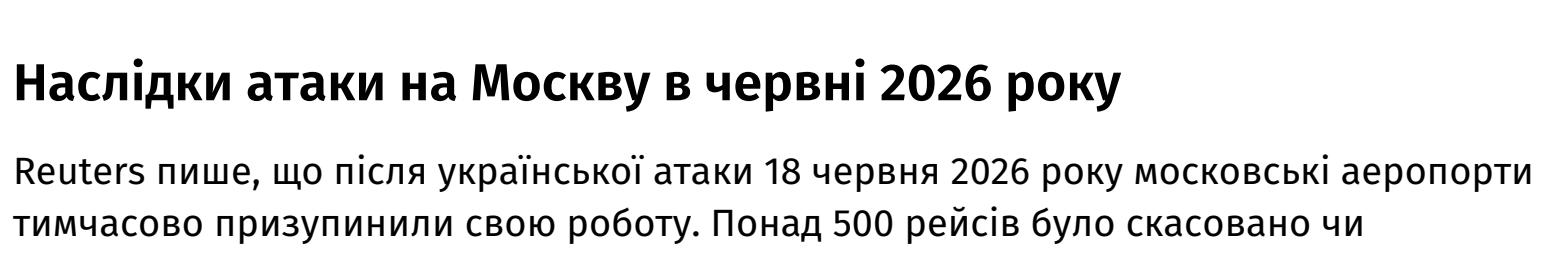 Наслідки атаки на Москву в червні 2026 року
Reuters пише, що після української атаки 18 червня 2026 року московські аеропорти
тимчасово призупинили свою роботу. Понад 500 рейсів було скасовано чи